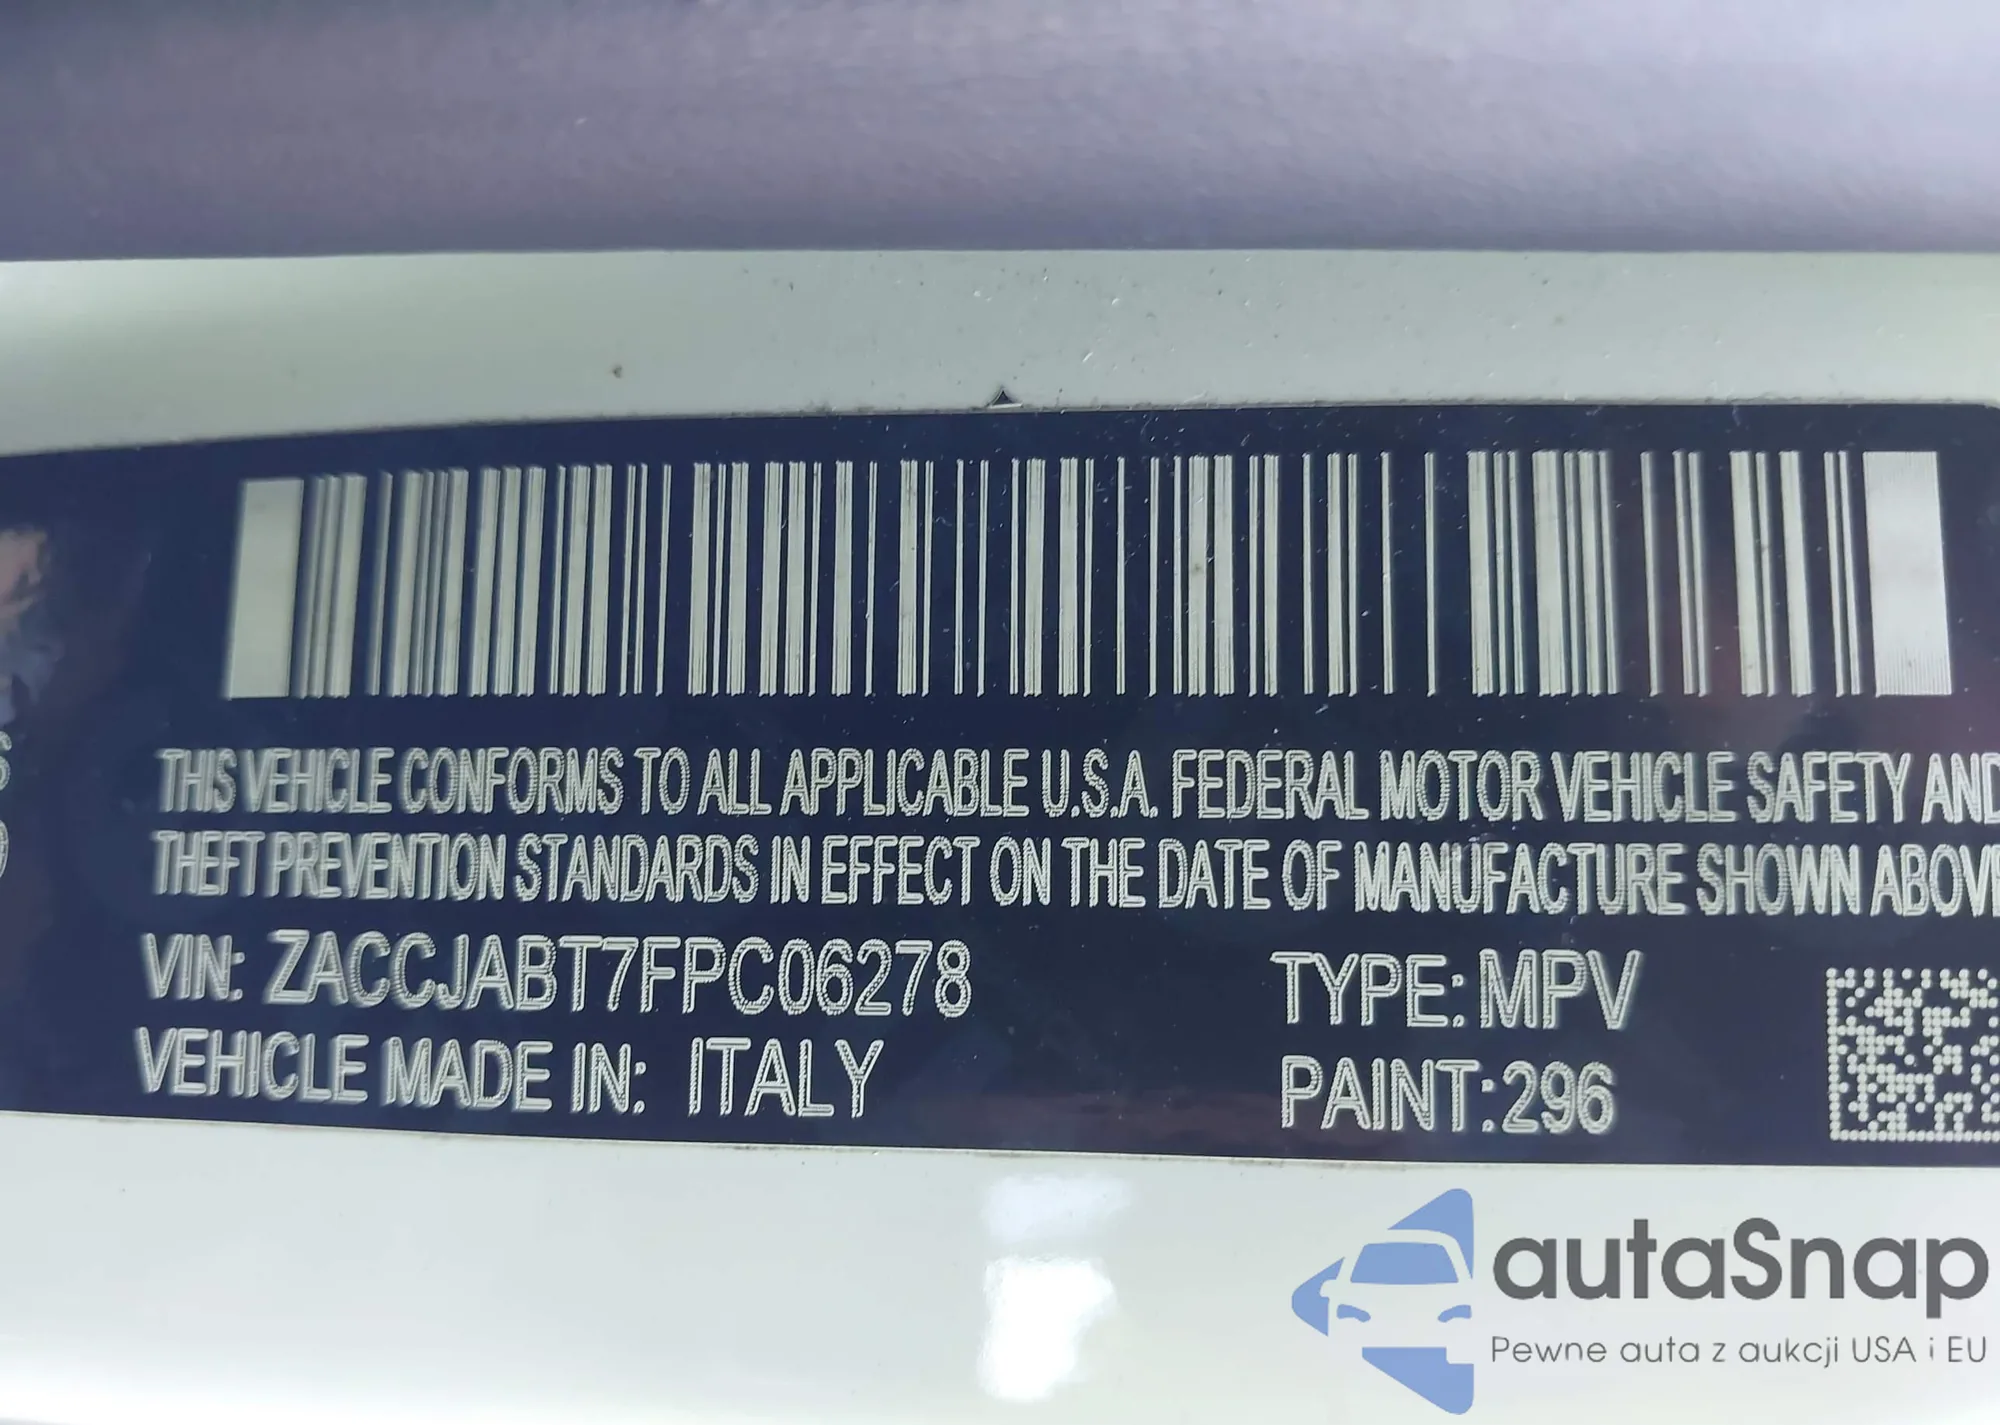 THIS VEHICLE CONFORMS TO ALL APPLICABLE U.S.A. FEDERAL MOTOR VEHICLE SAFETY AND
THEFT PREVENTION STANDARDS IN EFFECT ON THE DATE OF MANUFACTURE SHOWN ABOVE
VIN: ZACCJABT7FPC06278 TYPE: MPV
VEHICLE MADE IN: ITALY PAINT: 296
autaSnap
Pewne auta z aukcji USA i EU